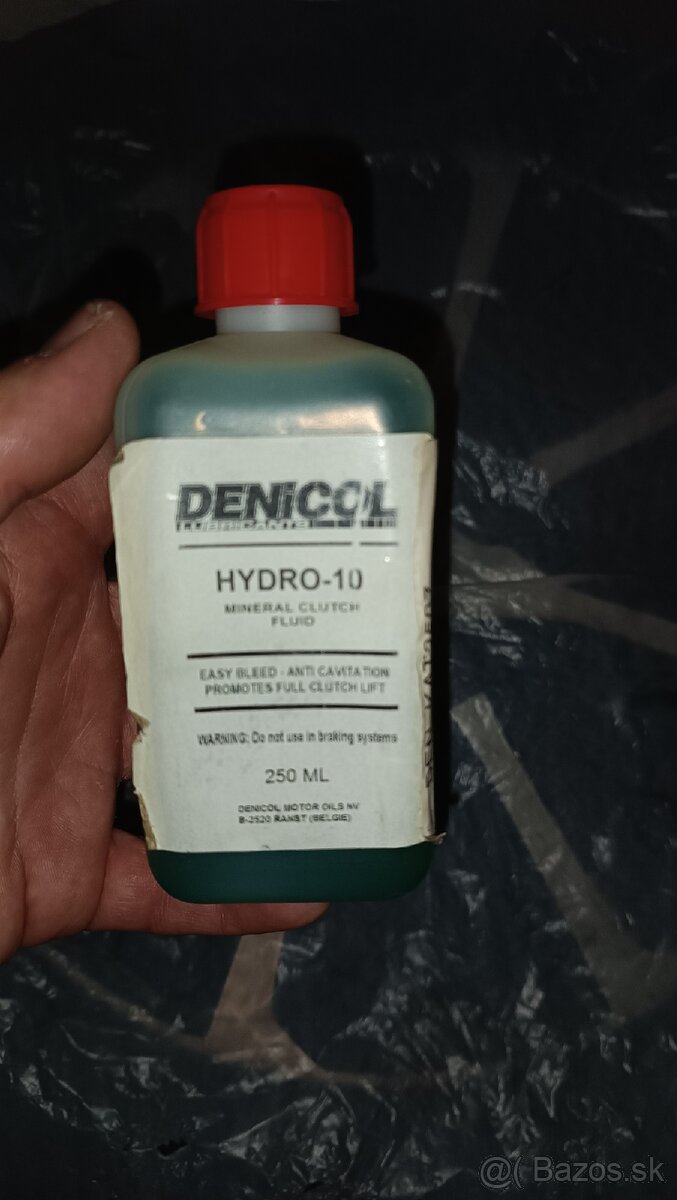 DENiCOL
LUBRICANTS
HYDRO-10
MINERAL CLUTCH
FLUID
EASY BLEED - ANTI CAVITATION
PROMOTES FULL CLUTCH LIFT
WARNING: Do not use in braking systems
250 ML
DENICOL MOTOR OILS NV
B-2520 RANST (BELGIE)
@( Bazos.sk